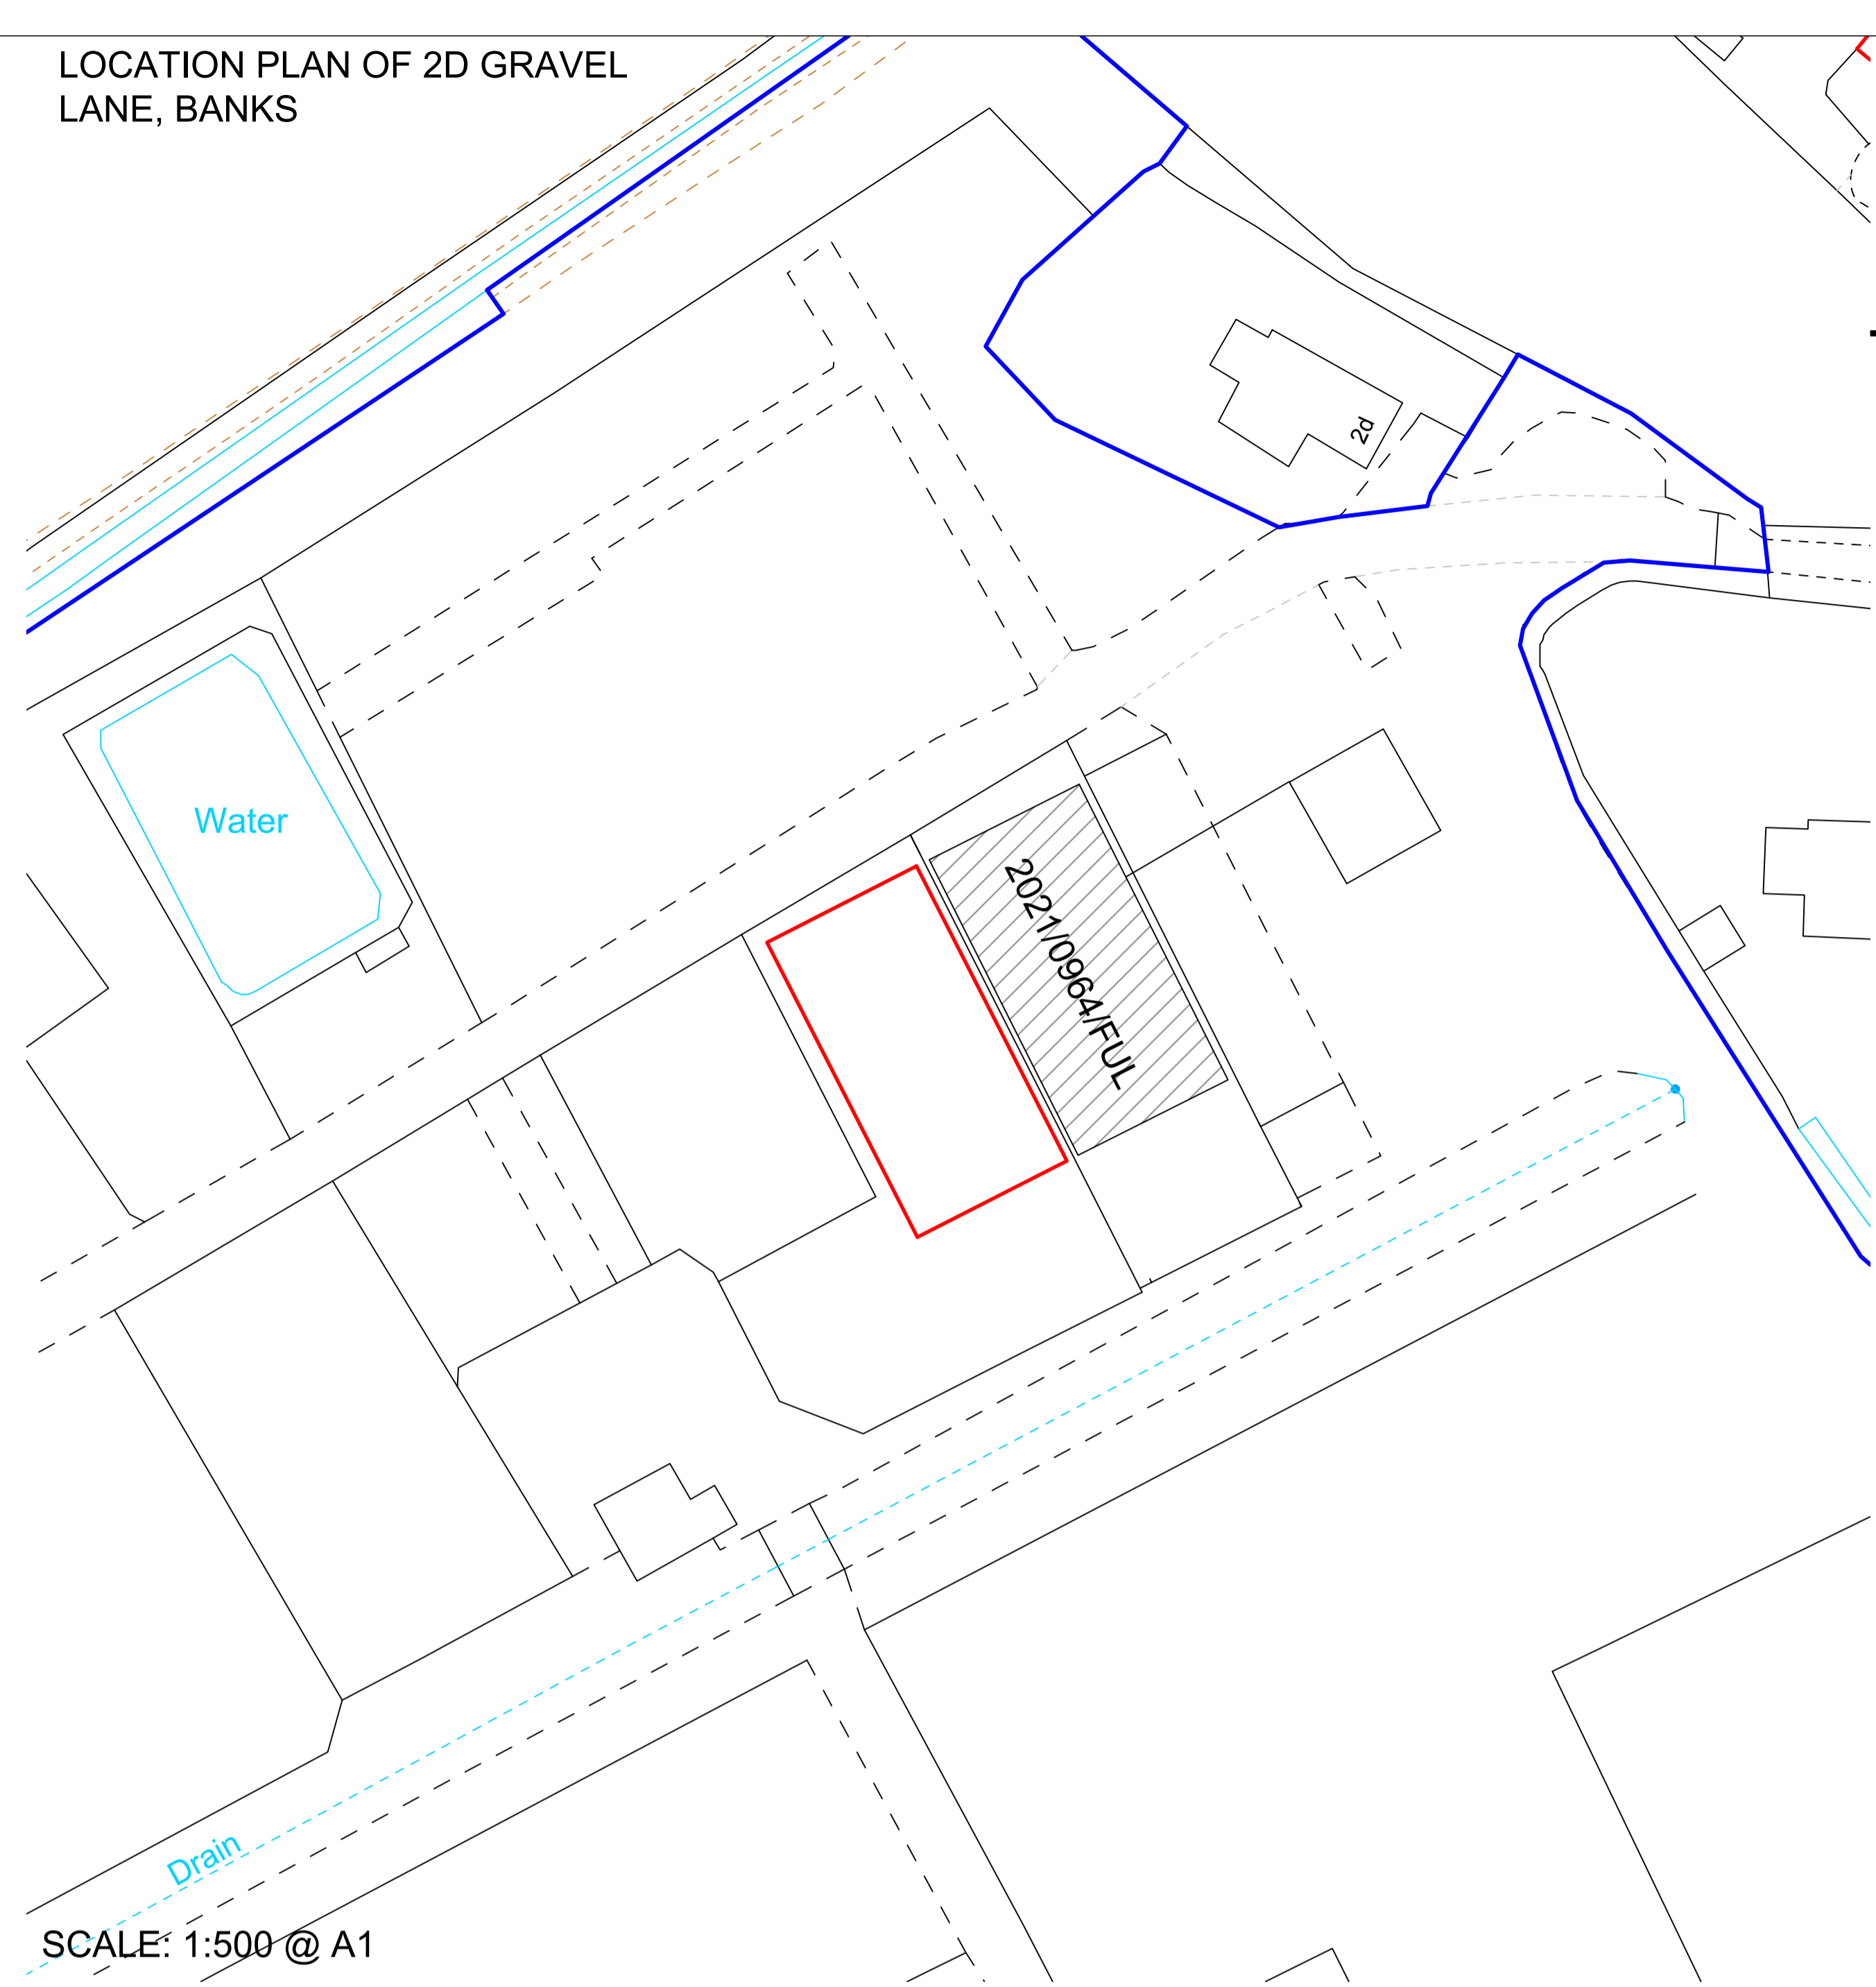 LOCATION PLAN OF 2D GRAVEL
LANE, BANKS
2d
Water
2021/0964/FUL
Drain
SCALE: 1:500 @ A1